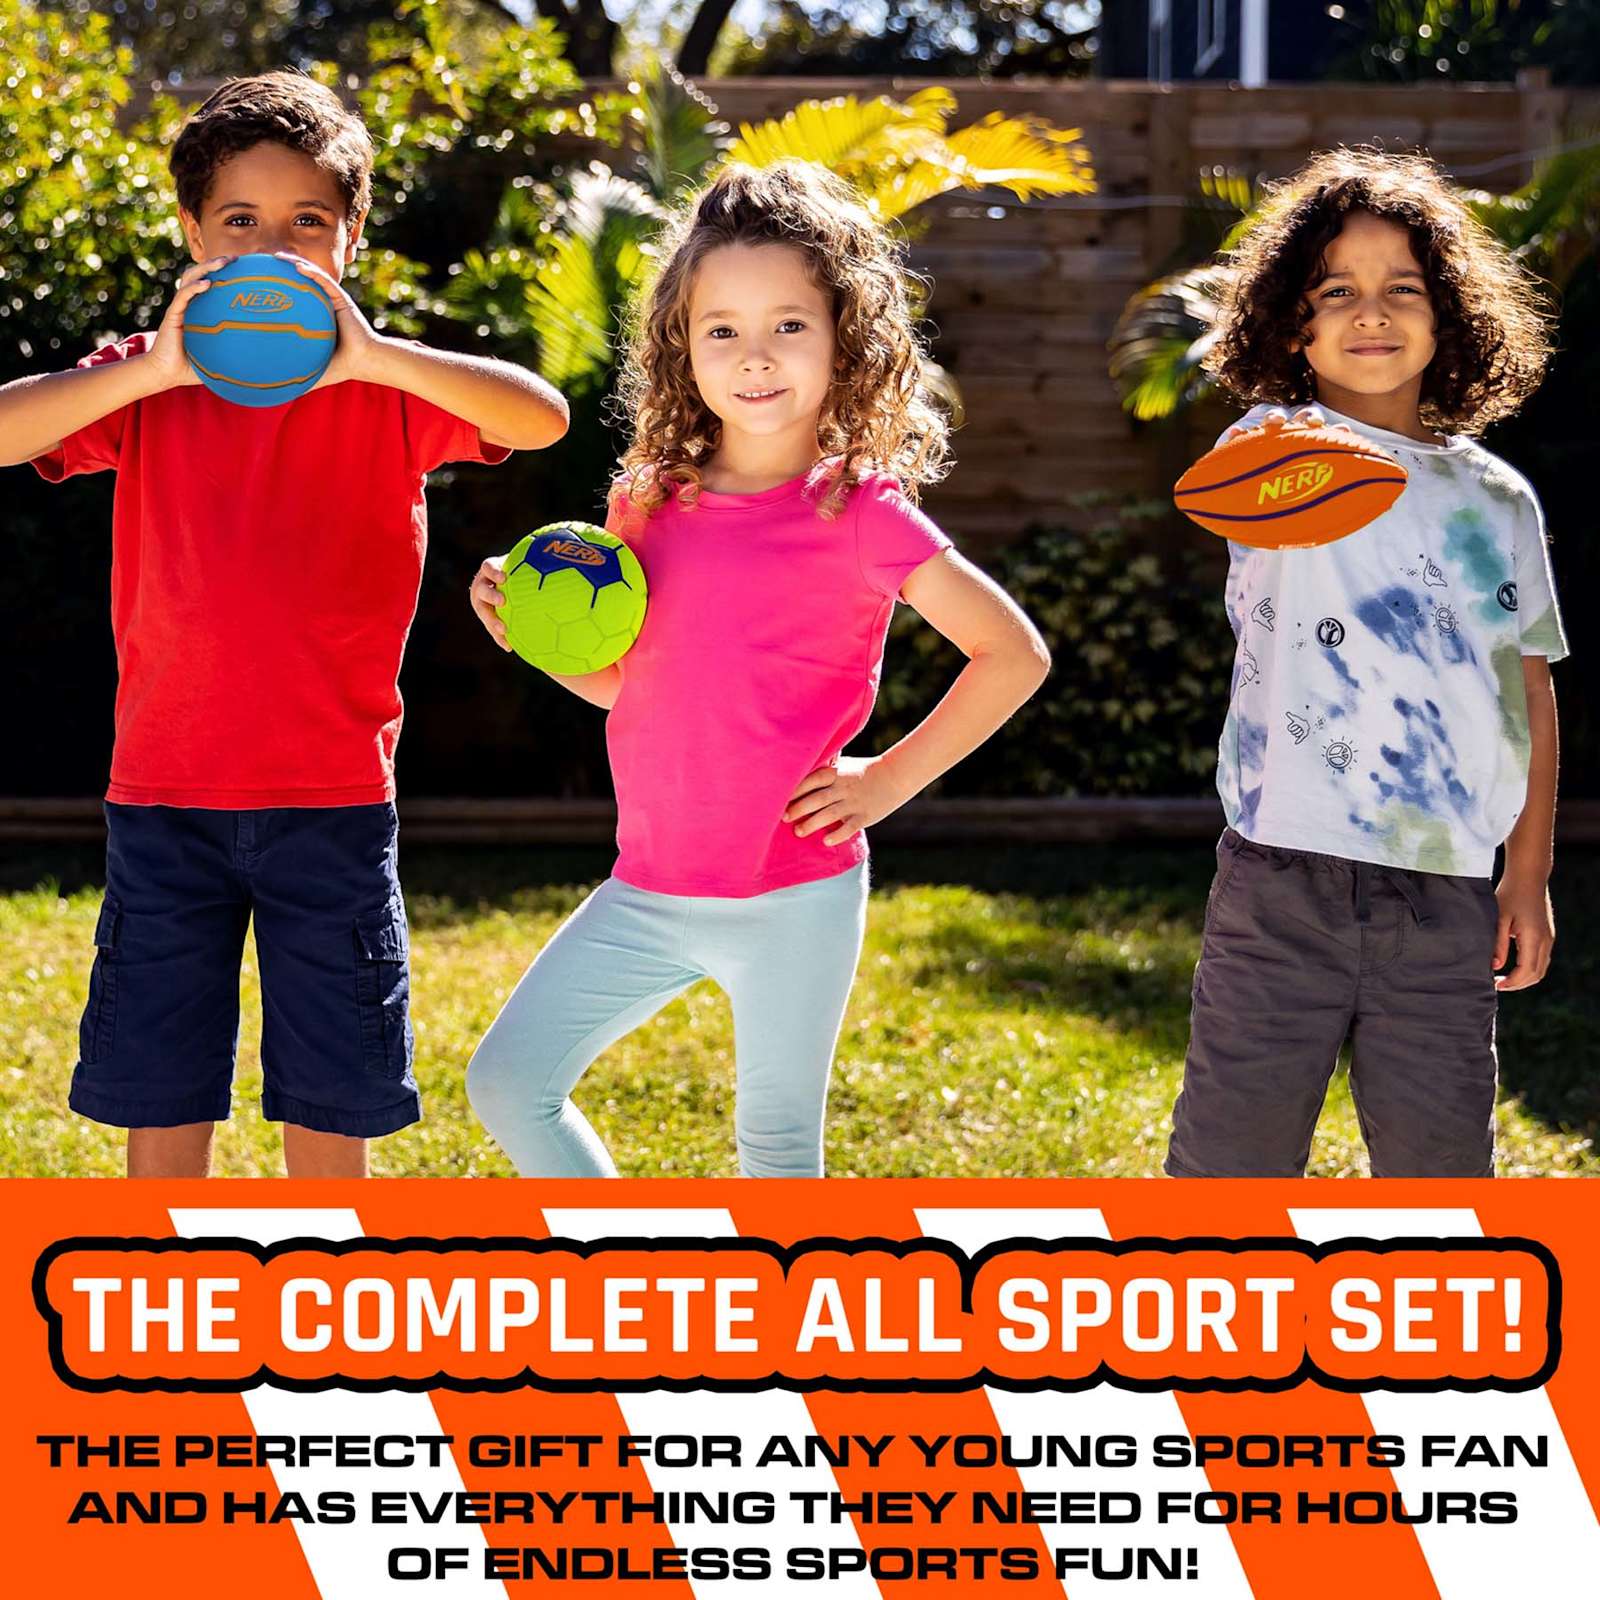 NERF
NERF
NERF
THE COMPLETE ALL SPORT SET!
THE PERFECT GIFT FOR ANY YOUNG SPORTS FAN
AND HAS EVERYTHING THEY NEED FOR HOURS
OF ENDLESS SPORTS FUN!